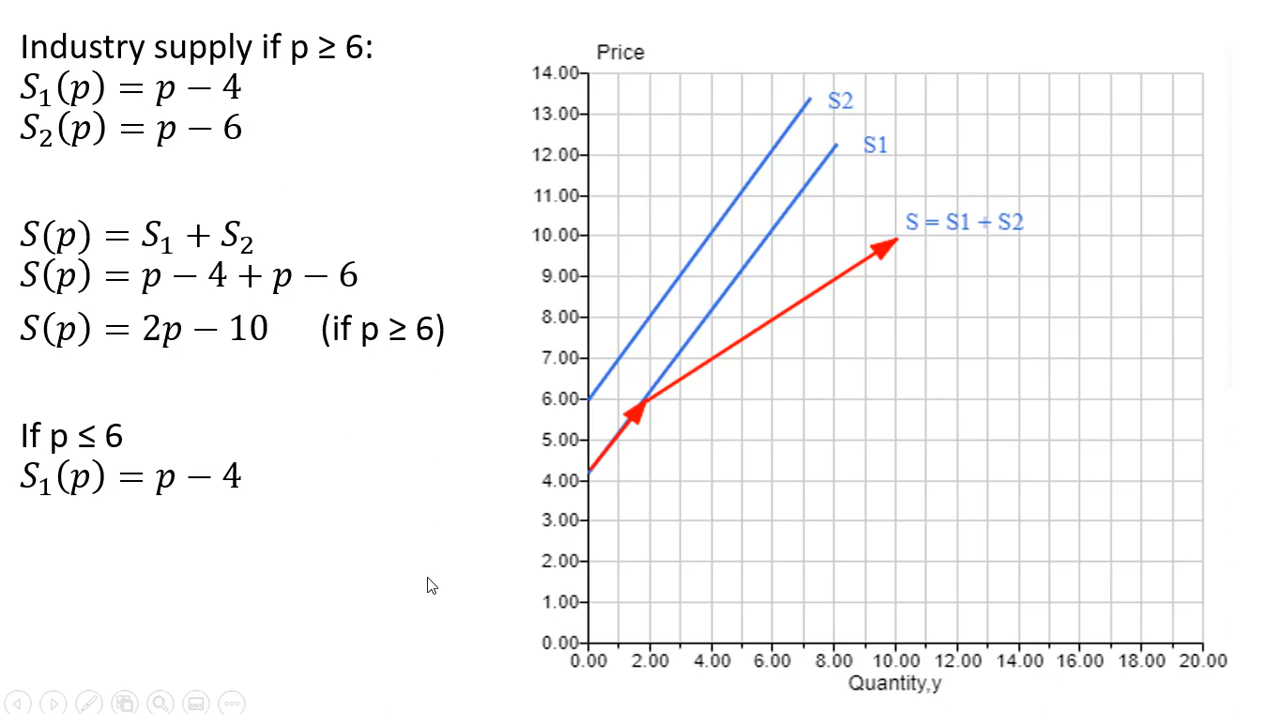 Industry supply if p ≥ 6:
S₁(p) = p − 4
S₂(p) = p − 6
S(p) = S₁ + S₂
S(p) = p − 4 + p − 6
S(p) = 2p − 10 (if p ≥ 6)
If p ≤ 6
S₁(p) = p − 4
Price
14.00
13.00
12.00
11.00
10.00
9.00
8.00
7.00
6.00
5.00
4.00
3.00
2.00
1.00
0.00
S2
S1
S = S1 + S2
0.00 2.00 4.00 6.00 8.00 10.00 12.00 14.00 16.00 18.00 20.00
Quantity,y